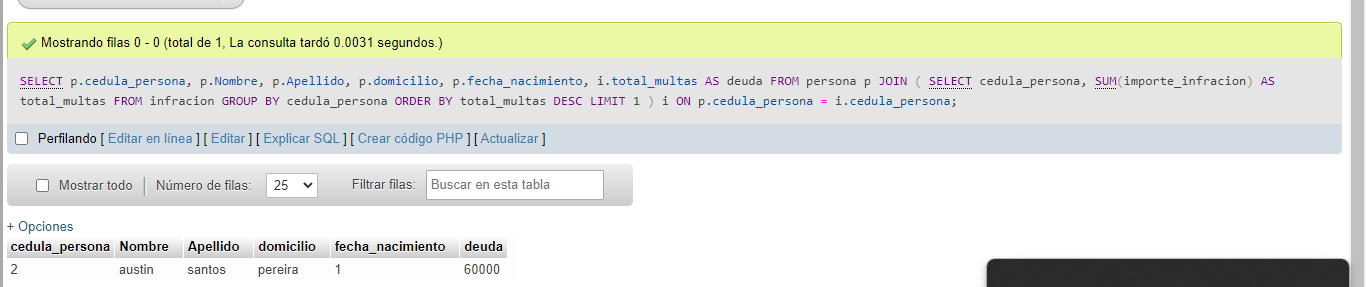 Mostrando filas 0 - 0 (total de 1, La consulta tardó 0.0031 segundos.)
SELECT p.cedula_persona, p.Nombre, p.Apellido, p.domicilio, p.fecha_nacimiento, i.total_multas AS deuda FROM persona p JOIN ( SELECT cedula_persona, SUM(importe_infracion) AS
total_multas FROM infracion GROUP BY cedula_persona ORDER BY total_multas DESC LIMIT 1 ) i ON p.cedula_persona = i.cedula_persona;
Perfilando [ Editar en línea ] [ Editar ] [ Explicar SQL ] [ Crear código PHP ] [ Actualizar ]
Mostrar todo Número de filas: 25 Filtrar filas: Buscar en esta tabla
+ Opciones
cedula_persona Nombre Apellido domicilio fecha_nacimiento deuda
2 austin santos pereira 1 60000